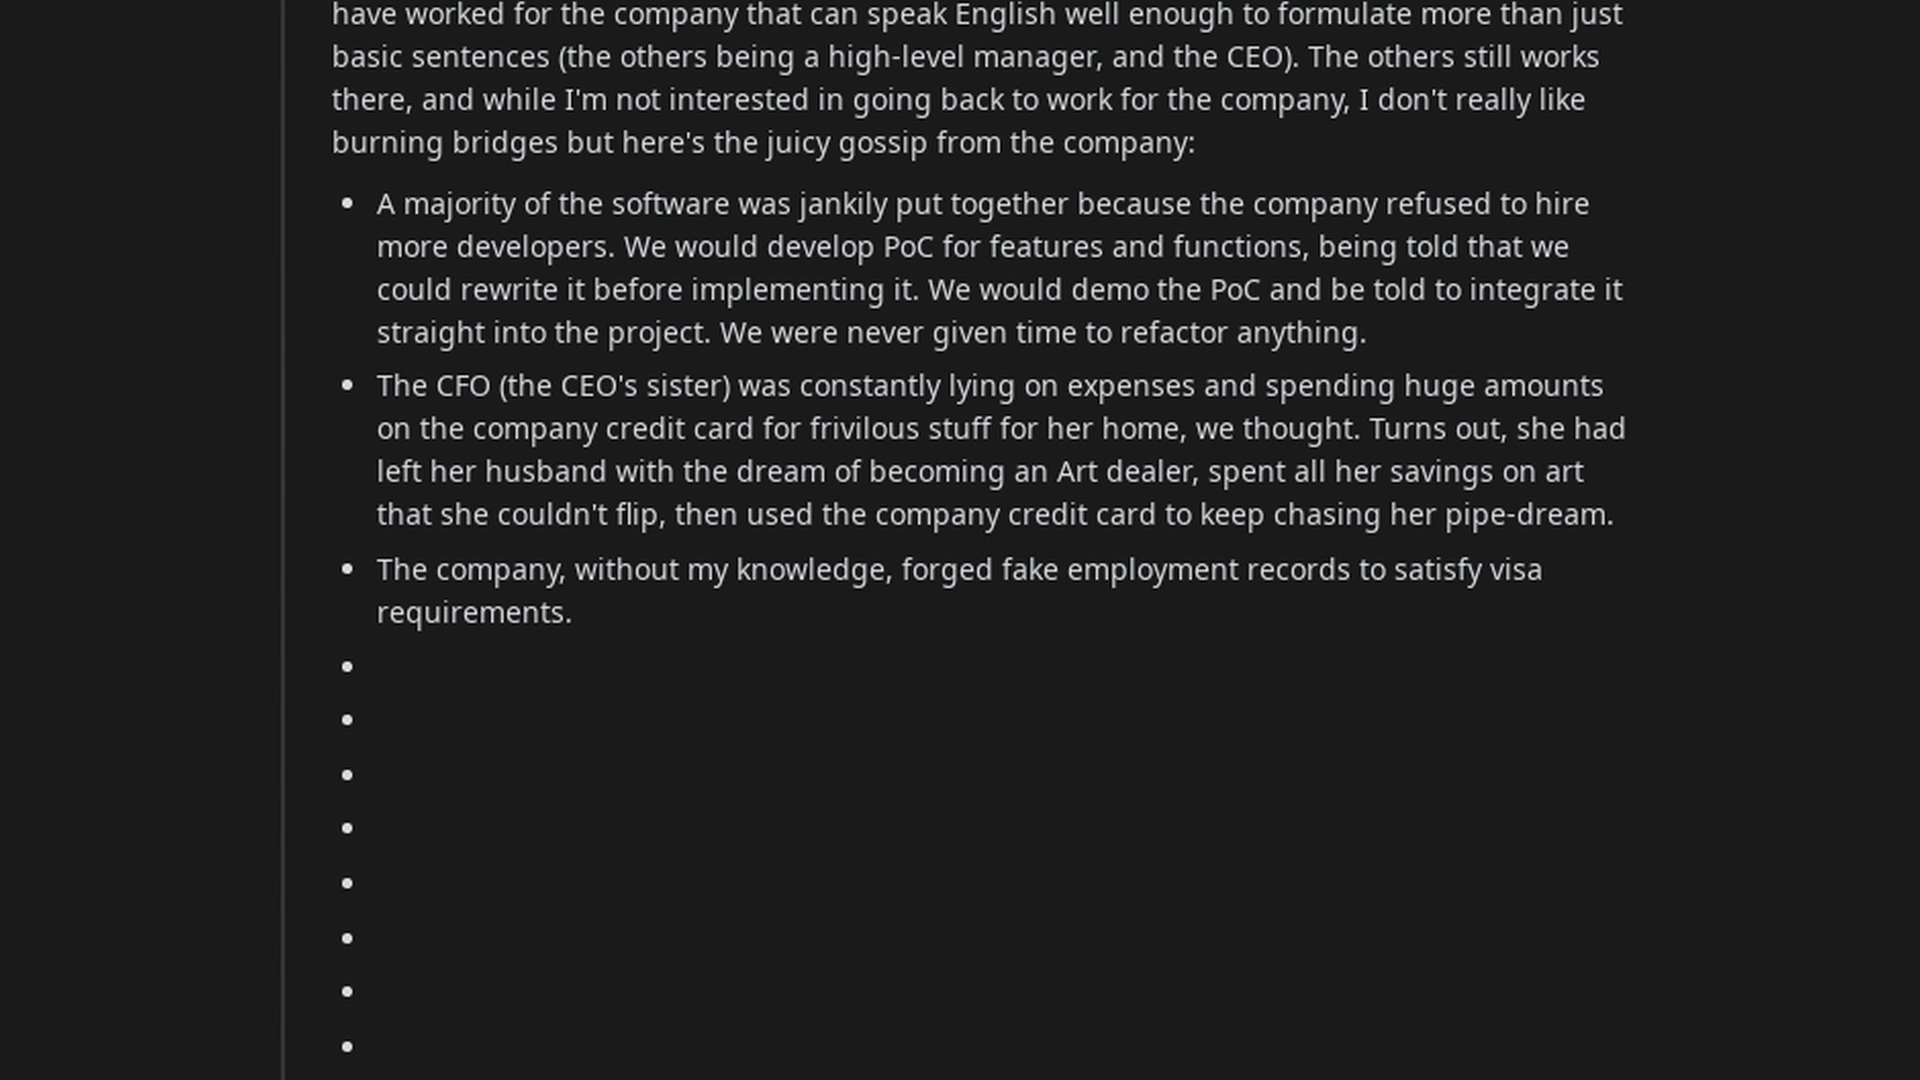 have worked for the company that can speak English well enough to formulate more than just
basic sentences (the others being a high-level manager, and the CEO). The others still works
there, and while I'm not interested in going back to work for the company, I don't really like
burning bridges but here's the juicy gossip from the company:
• A majority of the software was jankily put together because the company refused to hire
more developers. We would develop PoC for features and functions, being told that we
could rewrite it before implementing it. We would demo the PoC and be told to integrate it
straight into the project. We were never given time to refactor anything.
• The CFO (the CEO's sister) was constantly lying on expenses and spending huge amounts
on the company credit card for frivilous stuff for her home, we thought. Turns out, she had
left her husband with the dream of becoming an Art dealer, spent all her savings on art
that she couldn't flip, then used the company credit card to keep chasing her pipe-dream.
• The company, without my knowledge, forged fake employment records to satisfy visa
requirements.
•
•
•
•
•
•
•
•